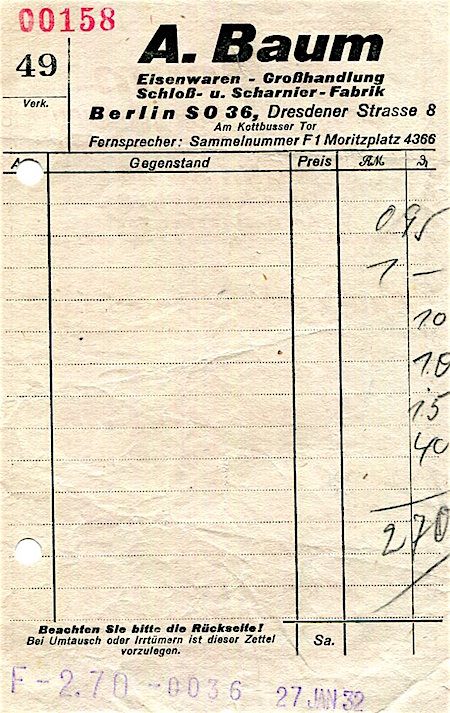 00158
49
Verk.
A. Baum
Eisenwaren - Großhandlung
Schloß- u. Scharnier-Fabrik
Berlin SO 36, Dresdener Strasse 8
Am Kottbusser Tor
Fernsprecher: Sammelnummer F 1 Moritzplatz 4366
Gegenstand Preis RM ₰
0 95
1 —
10
10
15
40
2 70
Beachten Sie bitte die Rückseite!
Bei Umtausch oder Irrtümern ist dieser Zettel
vorzulegen.
Sa.
F-2.70-0036 27 JAN 32